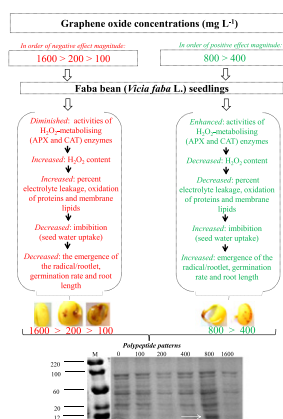 Graphene oxide concentrations (mg L-1)
In order of negative effect magnitude:
1600 > 200 > 100
In order of positive effect magnitude:
800 > 400
Faba bean (Vicia faba L.) seedlings
Diminished: activities of
H2O2-metabolising
(APX and CAT) enzymes
Increased: H2O2 content
Increased: percent
electrolyte leakage, oxidation
of proteins and membrane
lipids
Decreased: imbibition
(seed water uptake)
Decreased: the emergence of
the radical/rootlet,
germination rate and root
length
Enhanced: activities of
H2O2-metabolising
(APX and CAT) enzymes
Decreased: H2O2 content
Decreased: percent
electrolyte leakage, oxidation
of proteins and membrane
lipids
Increased: imbibition
(seed water uptake)
Increased: emergence of the
radical/rootlet, germination
rate and root length
1600 > 200 > 100
800 > 400
Polypeptide patterns
M 0 100 200 400 800 1600
220
100
60
20
12